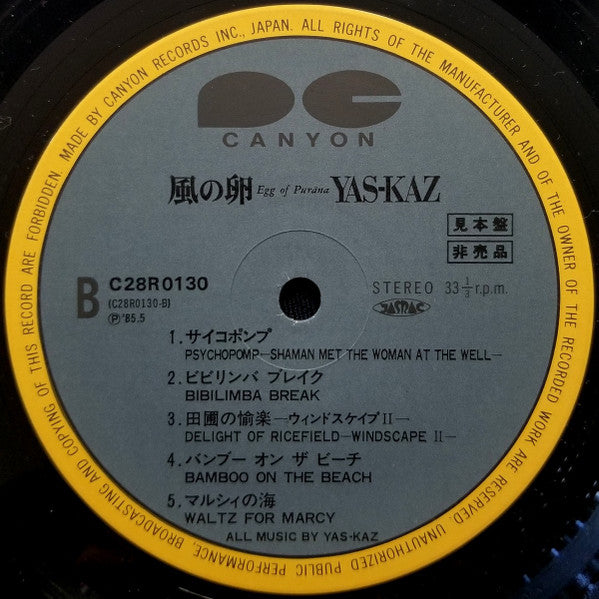 MADE BY CANYON RECORDS INC., JAPAN. ALL RIGHTS OF THE MANUFACTURER AND OF THE OWNER OF THE RECORDED WORK ARE RESERVED. UNAUTHORIZED PUBLIC PERFORMANCE, BROADCASTING AND COPYING OF THIS RECORD ARE FORBIDDEN.
CANYON
風の卵 Egg of Purāna YAS-KAZ
見本盤
非売品
B C28R0130
(C28R0130-B)
Ⓟ'85.5
STEREO 33 1/3 r.p.m.
JASRAC
1. サイコポンプ
PSYCHOPOMP—SHAMAN MET THE WOMAN AT THE WELL—
2. ビビリンバ ブレイク
BIBILIMBA BREAK
3. 田圃の愉楽—ウィンドスケイプII—
DELIGHT OF RICEFIELD—WINDSCAPE II—
4. バンブー オン ザ ビーチ
BAMBOO ON THE BEACH
5. マルシィの海
WALTZ FOR MARCY
ALL MUSIC BY YAS-KAZ